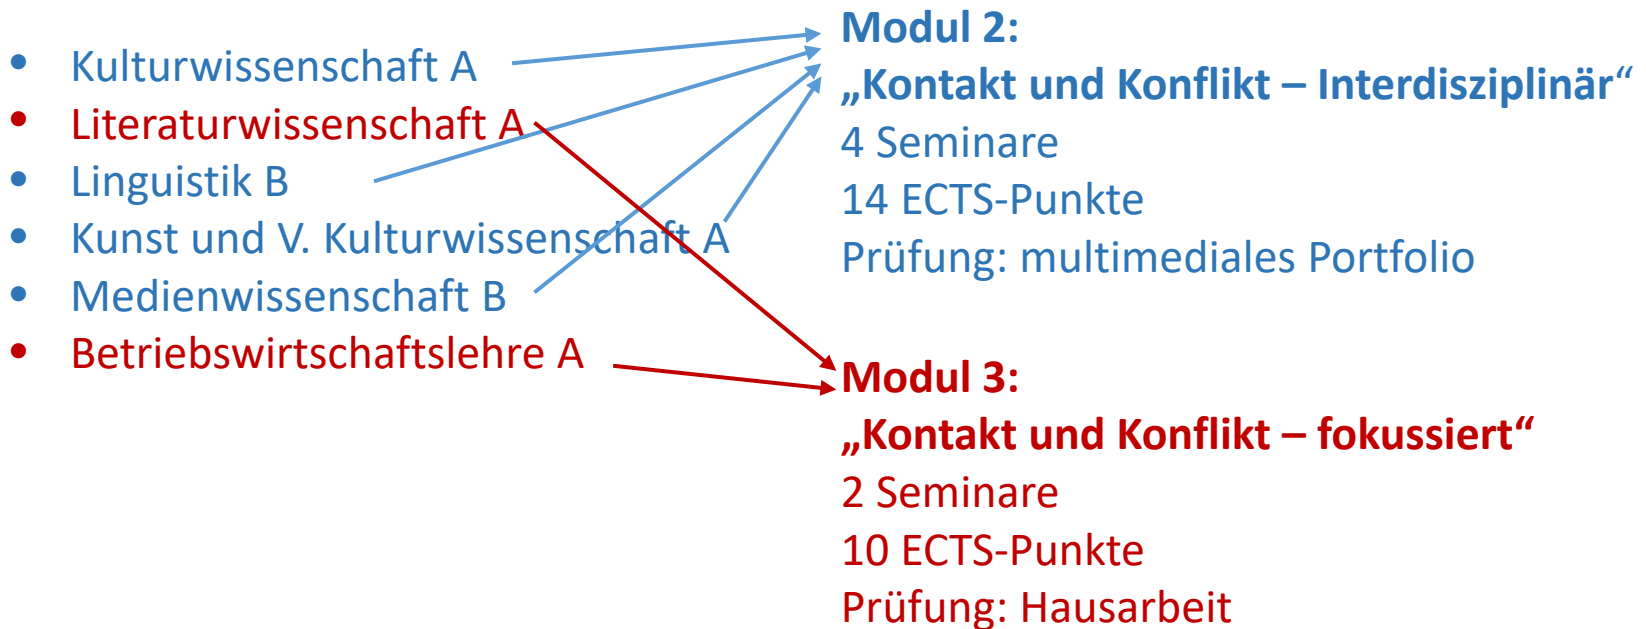 • Kulturwissenschaft A
• Literaturwissenschaft A
• Linguistik B
• Kunst und V. Kulturwissenschaft A
• Medienwissenschaft B
• Betriebswirtschaftslehre A
Modul 2:
„Kontakt und Konflikt – Interdisziplinär“
4 Seminare
14 ECTS-Punkte
Prüfung: multimediales Portfolio
Modul 3:
„Kontakt und Konflikt – fokussiert“
2 Seminare
10 ECTS-Punkte
Prüfung: Hausarbeit